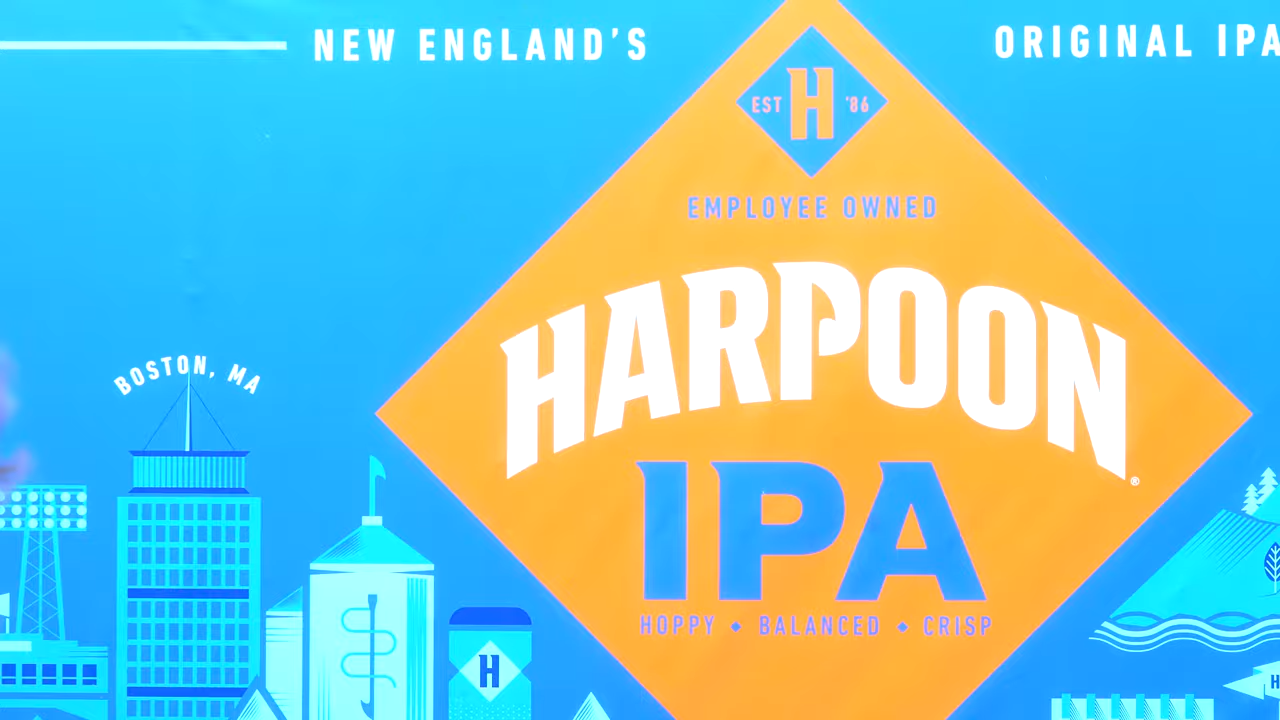 NEW ENGLAND'S
ORIGINAL IPA
EST H '86
EMPLOYEE OWNED
HARPOON®
IPA
HOPPY • BALANCED • CRISP
BOSTON, MA
H
H